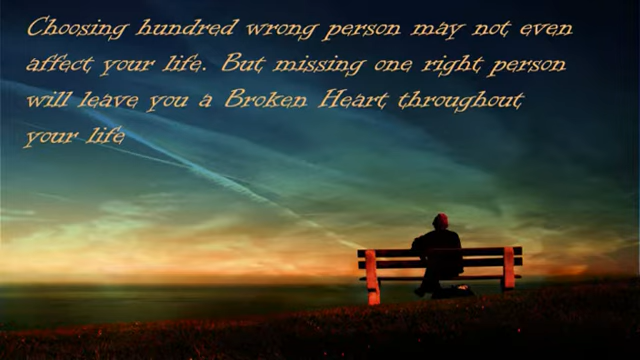 Choosing hundred wrong person may not even
affect your life. But missing one right person
will leave you a Broken Heart throughout
your life